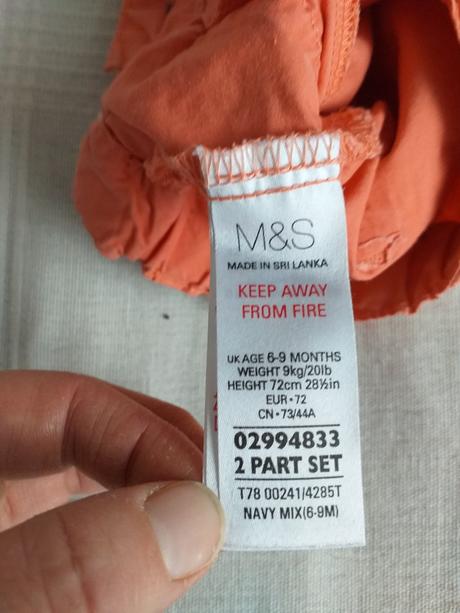 M&S
MADE IN SRI LANKA
KEEP AWAY
FROM FIRE
UK AGE 6-9 MONTHS
WEIGHT 9kg/20lb
HEIGHT 72cm 28½in
EUR•72
CN•73/44A
02994833
2 PART SET
T78 00241/4285T
NAVY MIX(6-9M)